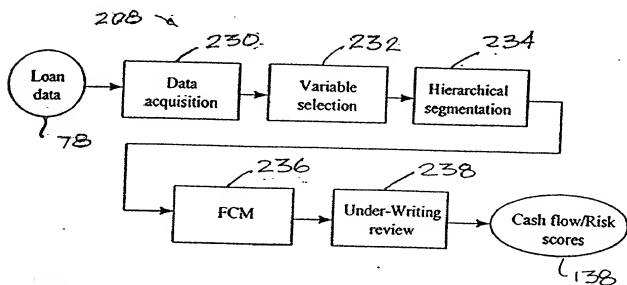 208
230
232
234
Loan
data
Data
acquisition
Variable
selection
Hierarchical
segmentation
78
236
238
FCM
Under-Writing
review
Cash flow/Risk
scores
138